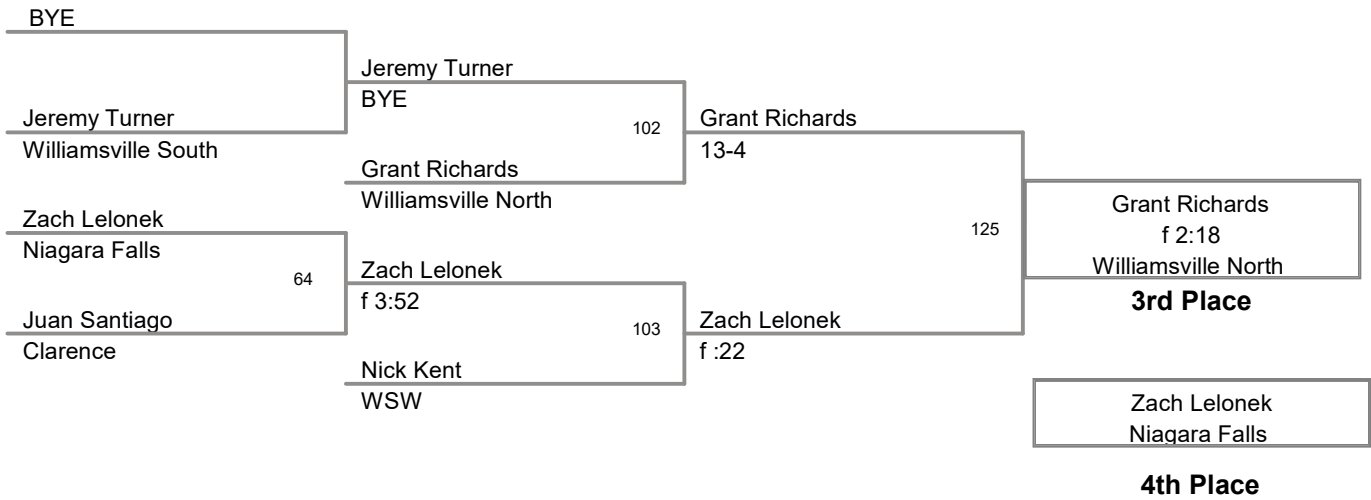 BYE
Jeremy Turner
BYE
Jeremy Turner
Williamsville South
102
Grant Richards
13-4
Grant Richards
Williamsville North
Zach Lelonek
Niagara Falls
64
Zach Lelonek
f 3:52
Juan Santiago
Clarence
103
Zach Lelonek
f :22
Nick Kent
WSW
125
Grant Richards
f 2:18
Williamsville North
3rd Place
Zach Lelonek
Niagara Falls
4th Place